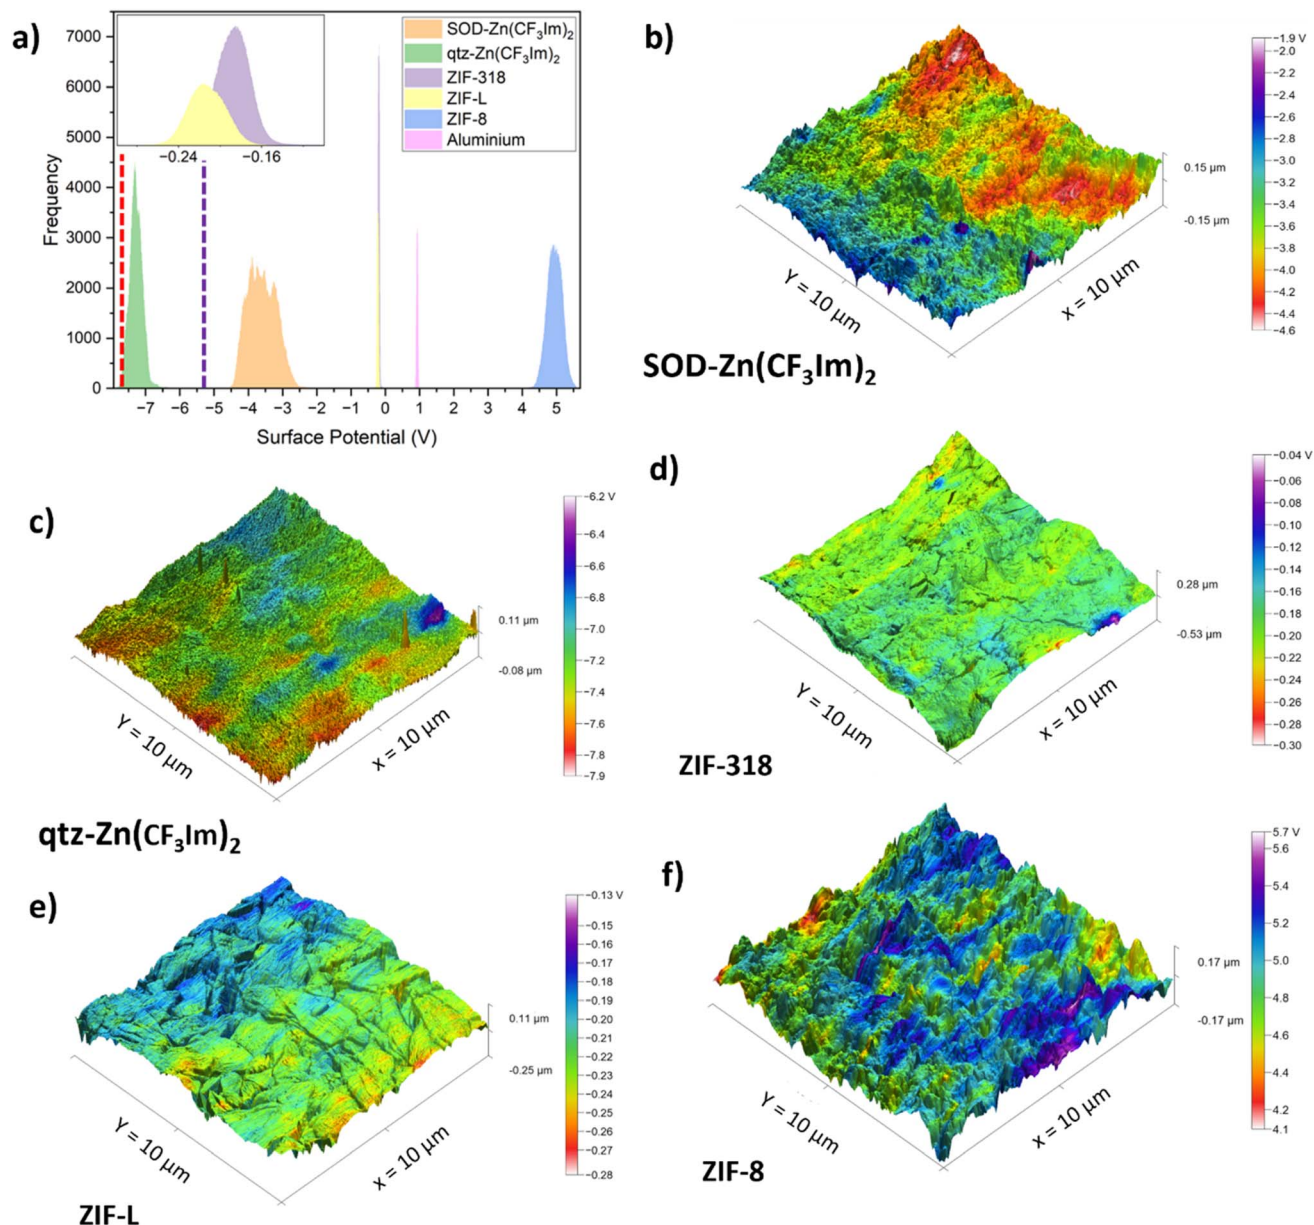 a)
7000
6000
5000
4000
3000
2000
1000
0
Frequency
−7 −6 −5 −4 −3 −2 −1 0 1 2 3 4 5
Surface Potential (V)
−0.24 −0.16
SOD-Zn(CF₃Im)₂
qtz-Zn(CF₃Im)₂
ZIF-318
ZIF-L
ZIF-8
Aluminium
b)
−1.9 V
−2.0
−2.2
−2.4
−2.6
−2.8
−3.0
−3.2
−3.4
−3.6
−3.8
−4.0
−4.2
−4.4
−4.6
0.15 µm
−0.15 µm
Y = 10 µm
x = 10 µm
SOD-Zn(CF₃Im)₂
c)
−6.2 V
−6.4
−6.6
−6.8
−7.0
−7.2
−7.4
−7.6
−7.8
−7.9
0.11 µm
−0.08 µm
Y = 10 µm
x = 10 µm
qtz-Zn(CF₃Im)₂
d)
−0.04 V
−0.06
−0.08
−0.10
−0.12
−0.14
−0.16
−0.18
−0.20
−0.22
−0.24
−0.26
−0.28
−0.30
0.28 µm
−0.53 µm
Y = 10 µm
x = 10 µm
ZIF-318
e)
−0.13 V
−0.15
−0.16
−0.17
−0.18
−0.19
−0.20
−0.21
−0.22
−0.23
−0.24
−0.25
−0.26
−0.28
0.11 µm
−0.25 µm
Y = 10 µm
x = 10 µm
ZIF-L
f)
5.7 V
5.6
5.4
5.2
5.0
4.8
4.6
4.4
4.2
4.1
0.17 µm
−0.17 µm
Y = 10 µm
x = 10 µm
ZIF-8